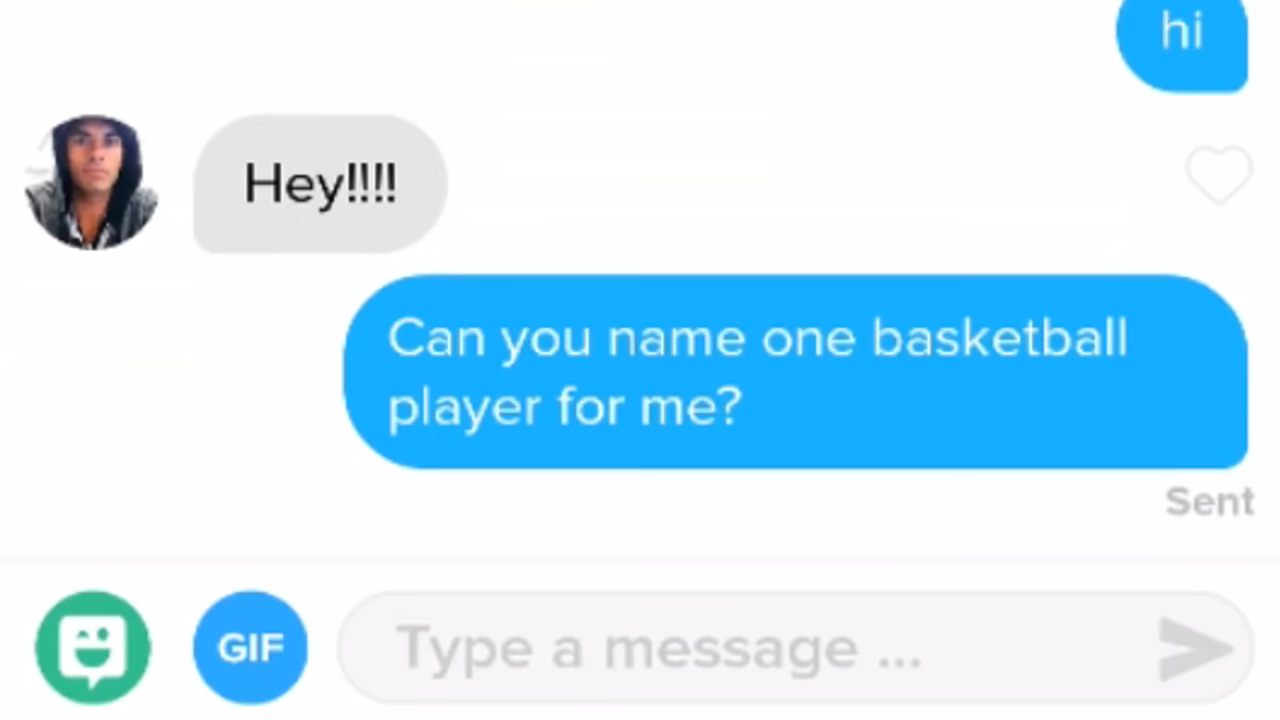 hi
Hey!!!!
Can you name one basketball
player for me?
Sent
GIF
Type a message ...